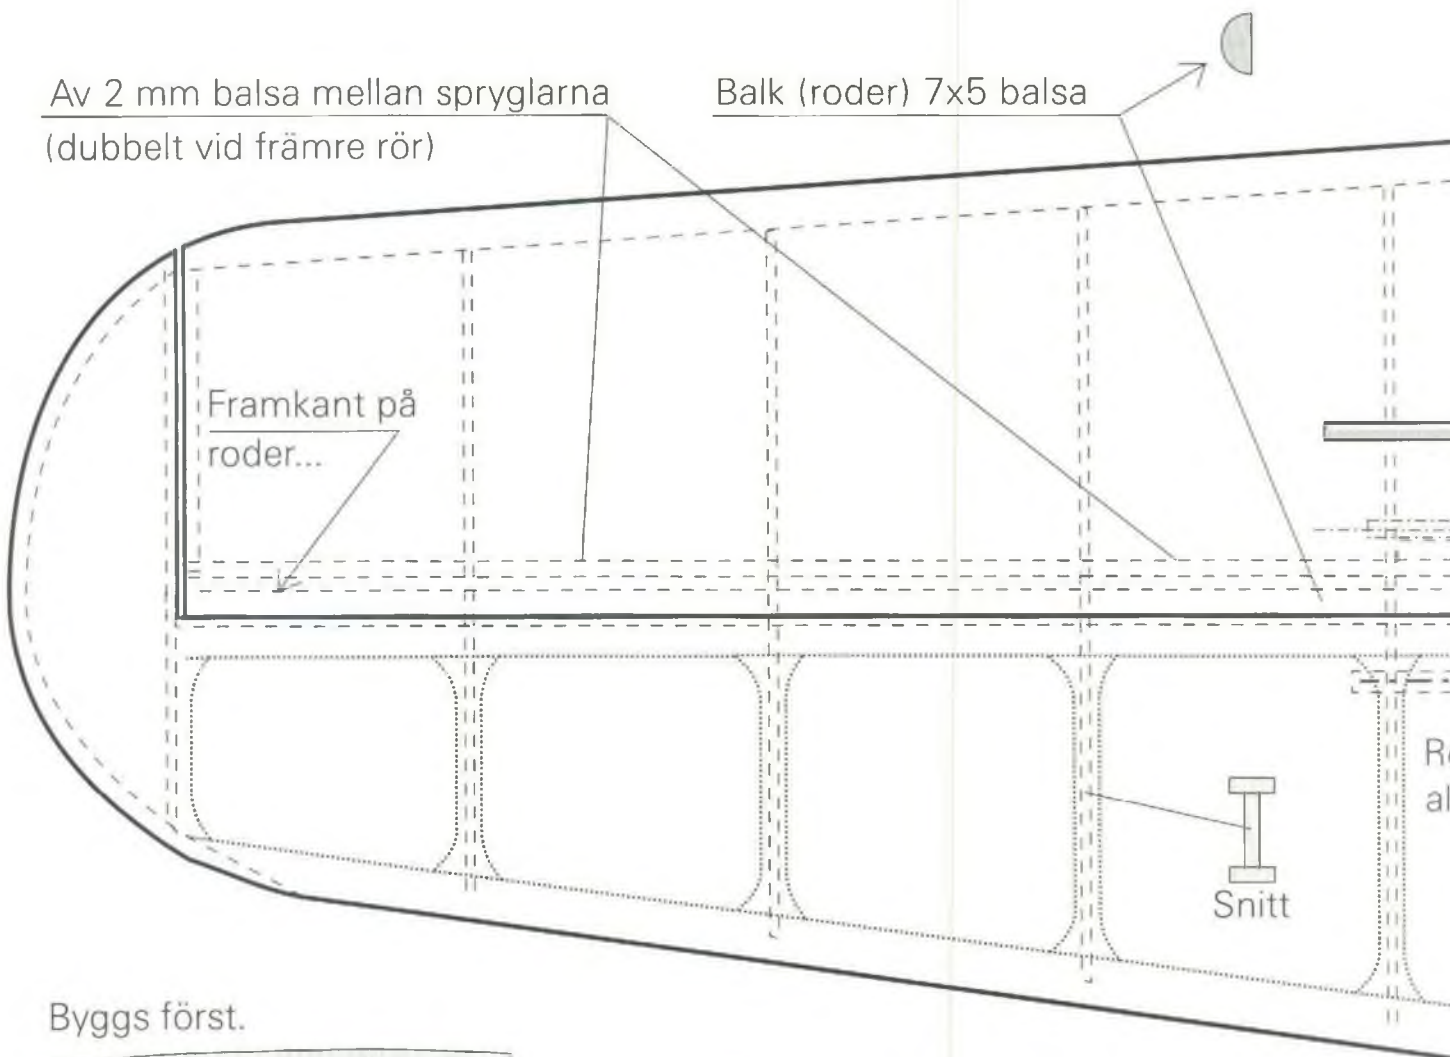 Av 2 mm balsa mellan spryglarna
(dubbelt vid främre rör)
Balk (roder) 7x5 balsa
Framkant på
roder...
Snitt
Byggs först.